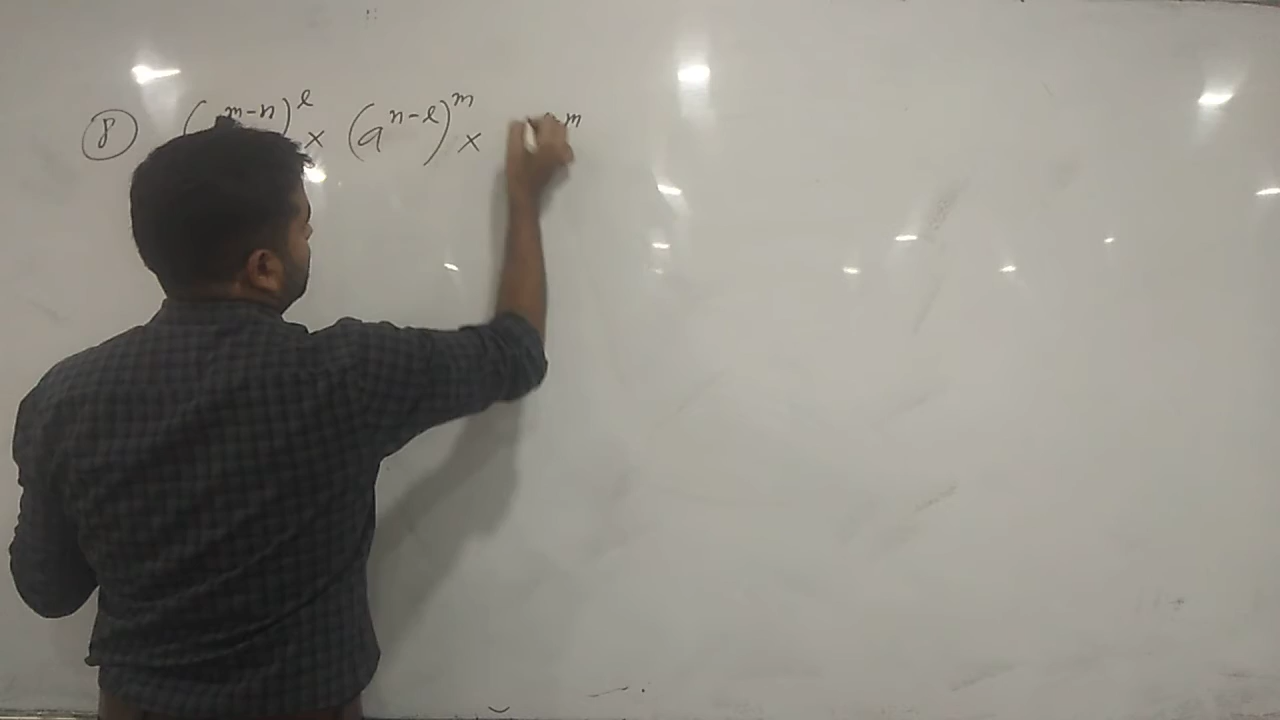 ⑧ (a^{m-n})^{l} × (a^{n-l})^{m} × m